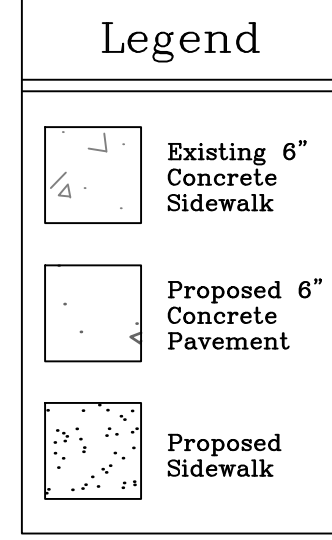 Legend
Existing 6”
Concrete
Sidewalk
Proposed 6”
Concrete
Pavement
Proposed
Sidewalk